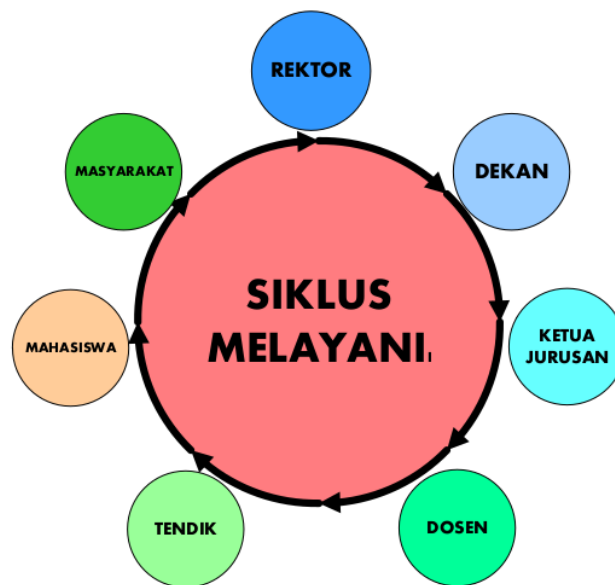 REKTOR
DEKAN
KETUA
JURUSAN
DOSEN
TENDIK
MAHASISWA
MASYARAKAT
SIKLUS
MELAYANI